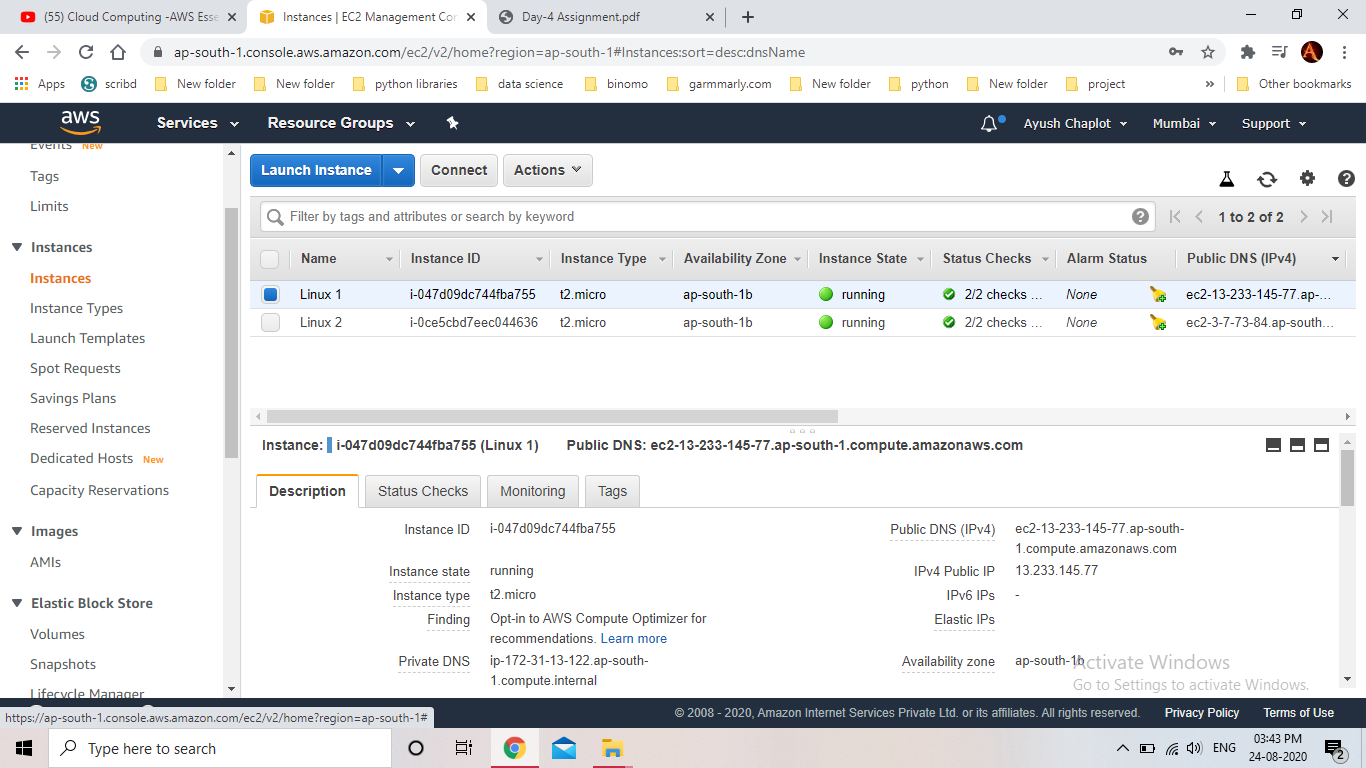 (55) Cloud Computing -AWS Esse
Instances | EC2 Management Con
Day-4 Assignment.pdf
ap-south-1.console.aws.amazon.com/ec2/v2/home?region=ap-south-1#Instances:sort=desc:dnsName
Apps scribd New folder New folder python libraries data science binomo garmmarly.com New folder python New folder project » Other bookmarks
aws Services Resource Groups Ayush Chaplot Mumbai Support
Events New
Tags
Limits
Instances
Instances
Instance Types
Launch Templates
Spot Requests
Savings Plans
Reserved Instances
Dedicated Hosts New
Capacity Reservations
Images
AMIs
Elastic Block Store
Volumes
Snapshots
Lifecycle Manager
Launch Instance Connect Actions
Filter by tags and attributes or search by keyword 1 to 2 of 2
Name Instance ID Instance Type Availability Zone Instance State Status Checks Alarm Status Public DNS (IPv4)
Linux 1 i-047d09dc744fba755 t2.micro ap-south-1b running 2/2 checks ... None ec2-13-233-145-77.ap-...
Linux 2 i-0ce5cbd7eec044636 t2.micro ap-south-1b running 2/2 checks ... None ec2-3-7-73-84.ap-south...
Instance: i-047d09dc744fba755 (Linux 1) Public DNS: ec2-13-233-145-77.ap-south-1.compute.amazonaws.com
Description Status Checks Monitoring Tags
Instance ID i-047d09dc744fba755
Instance state running
Instance type t2.micro
Finding Opt-in to AWS Compute Optimizer for
recommendations. Learn more
Private DNS ip-172-31-13-122.ap-south-
1.compute.internal
Public DNS (IPv4) ec2-13-233-145-77.ap-south-
1.compute.amazonaws.com
IPv4 Public IP 13.233.145.77
IPv6 IPs -
Elastic IPs
Availability zone ap-south-1b
Activate Windows
Go to Settings to activate Windows.
https://ap-south-1.console.aws.amazon.com/ec2/v2/home?region=ap-south-1#
© 2008 - 2020, Amazon Internet Services Private Ltd. or its affiliates. All rights reserved. Privacy Policy Terms of Use
Type here to search
ENG
03:43 PM
24-08-2020
2